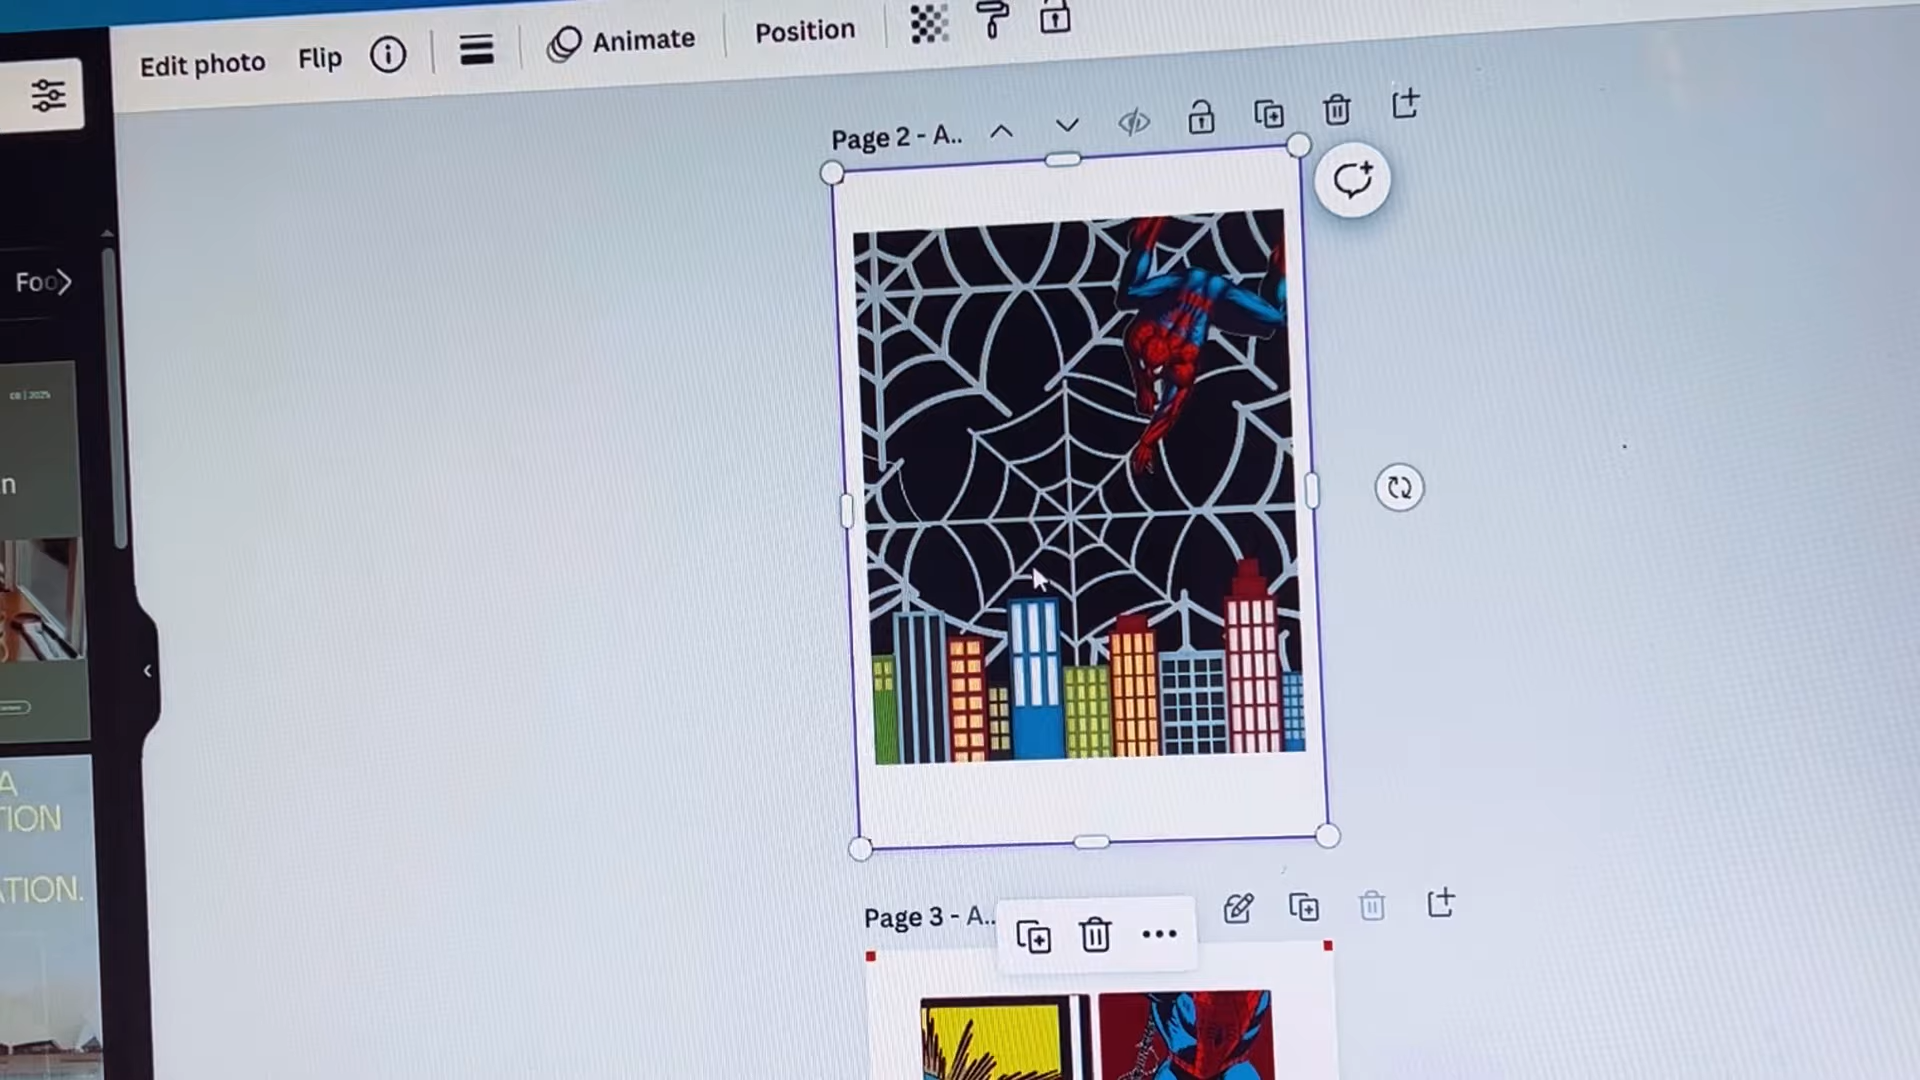 Edit photo Flip Animate Position
Page 2 - A..
Foo
n
A
TION
ATION.
Page 3 - A..